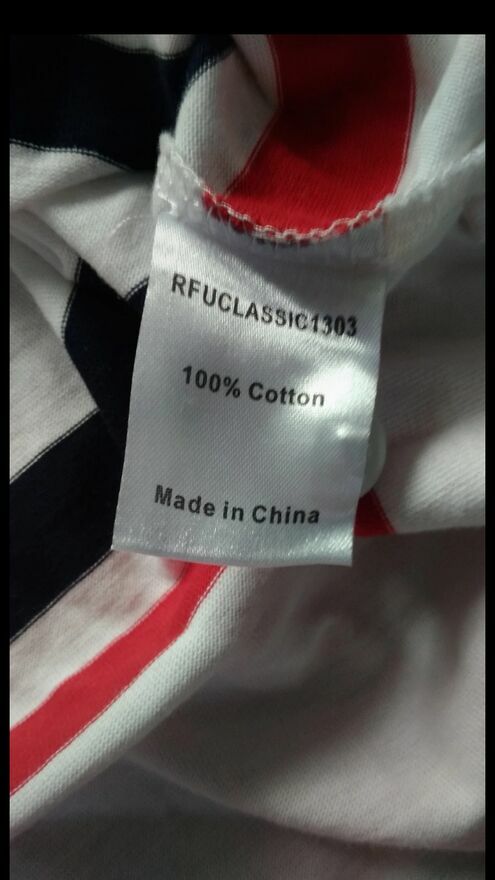 RFUCLASSIC1303
100% Cotton
Made in China